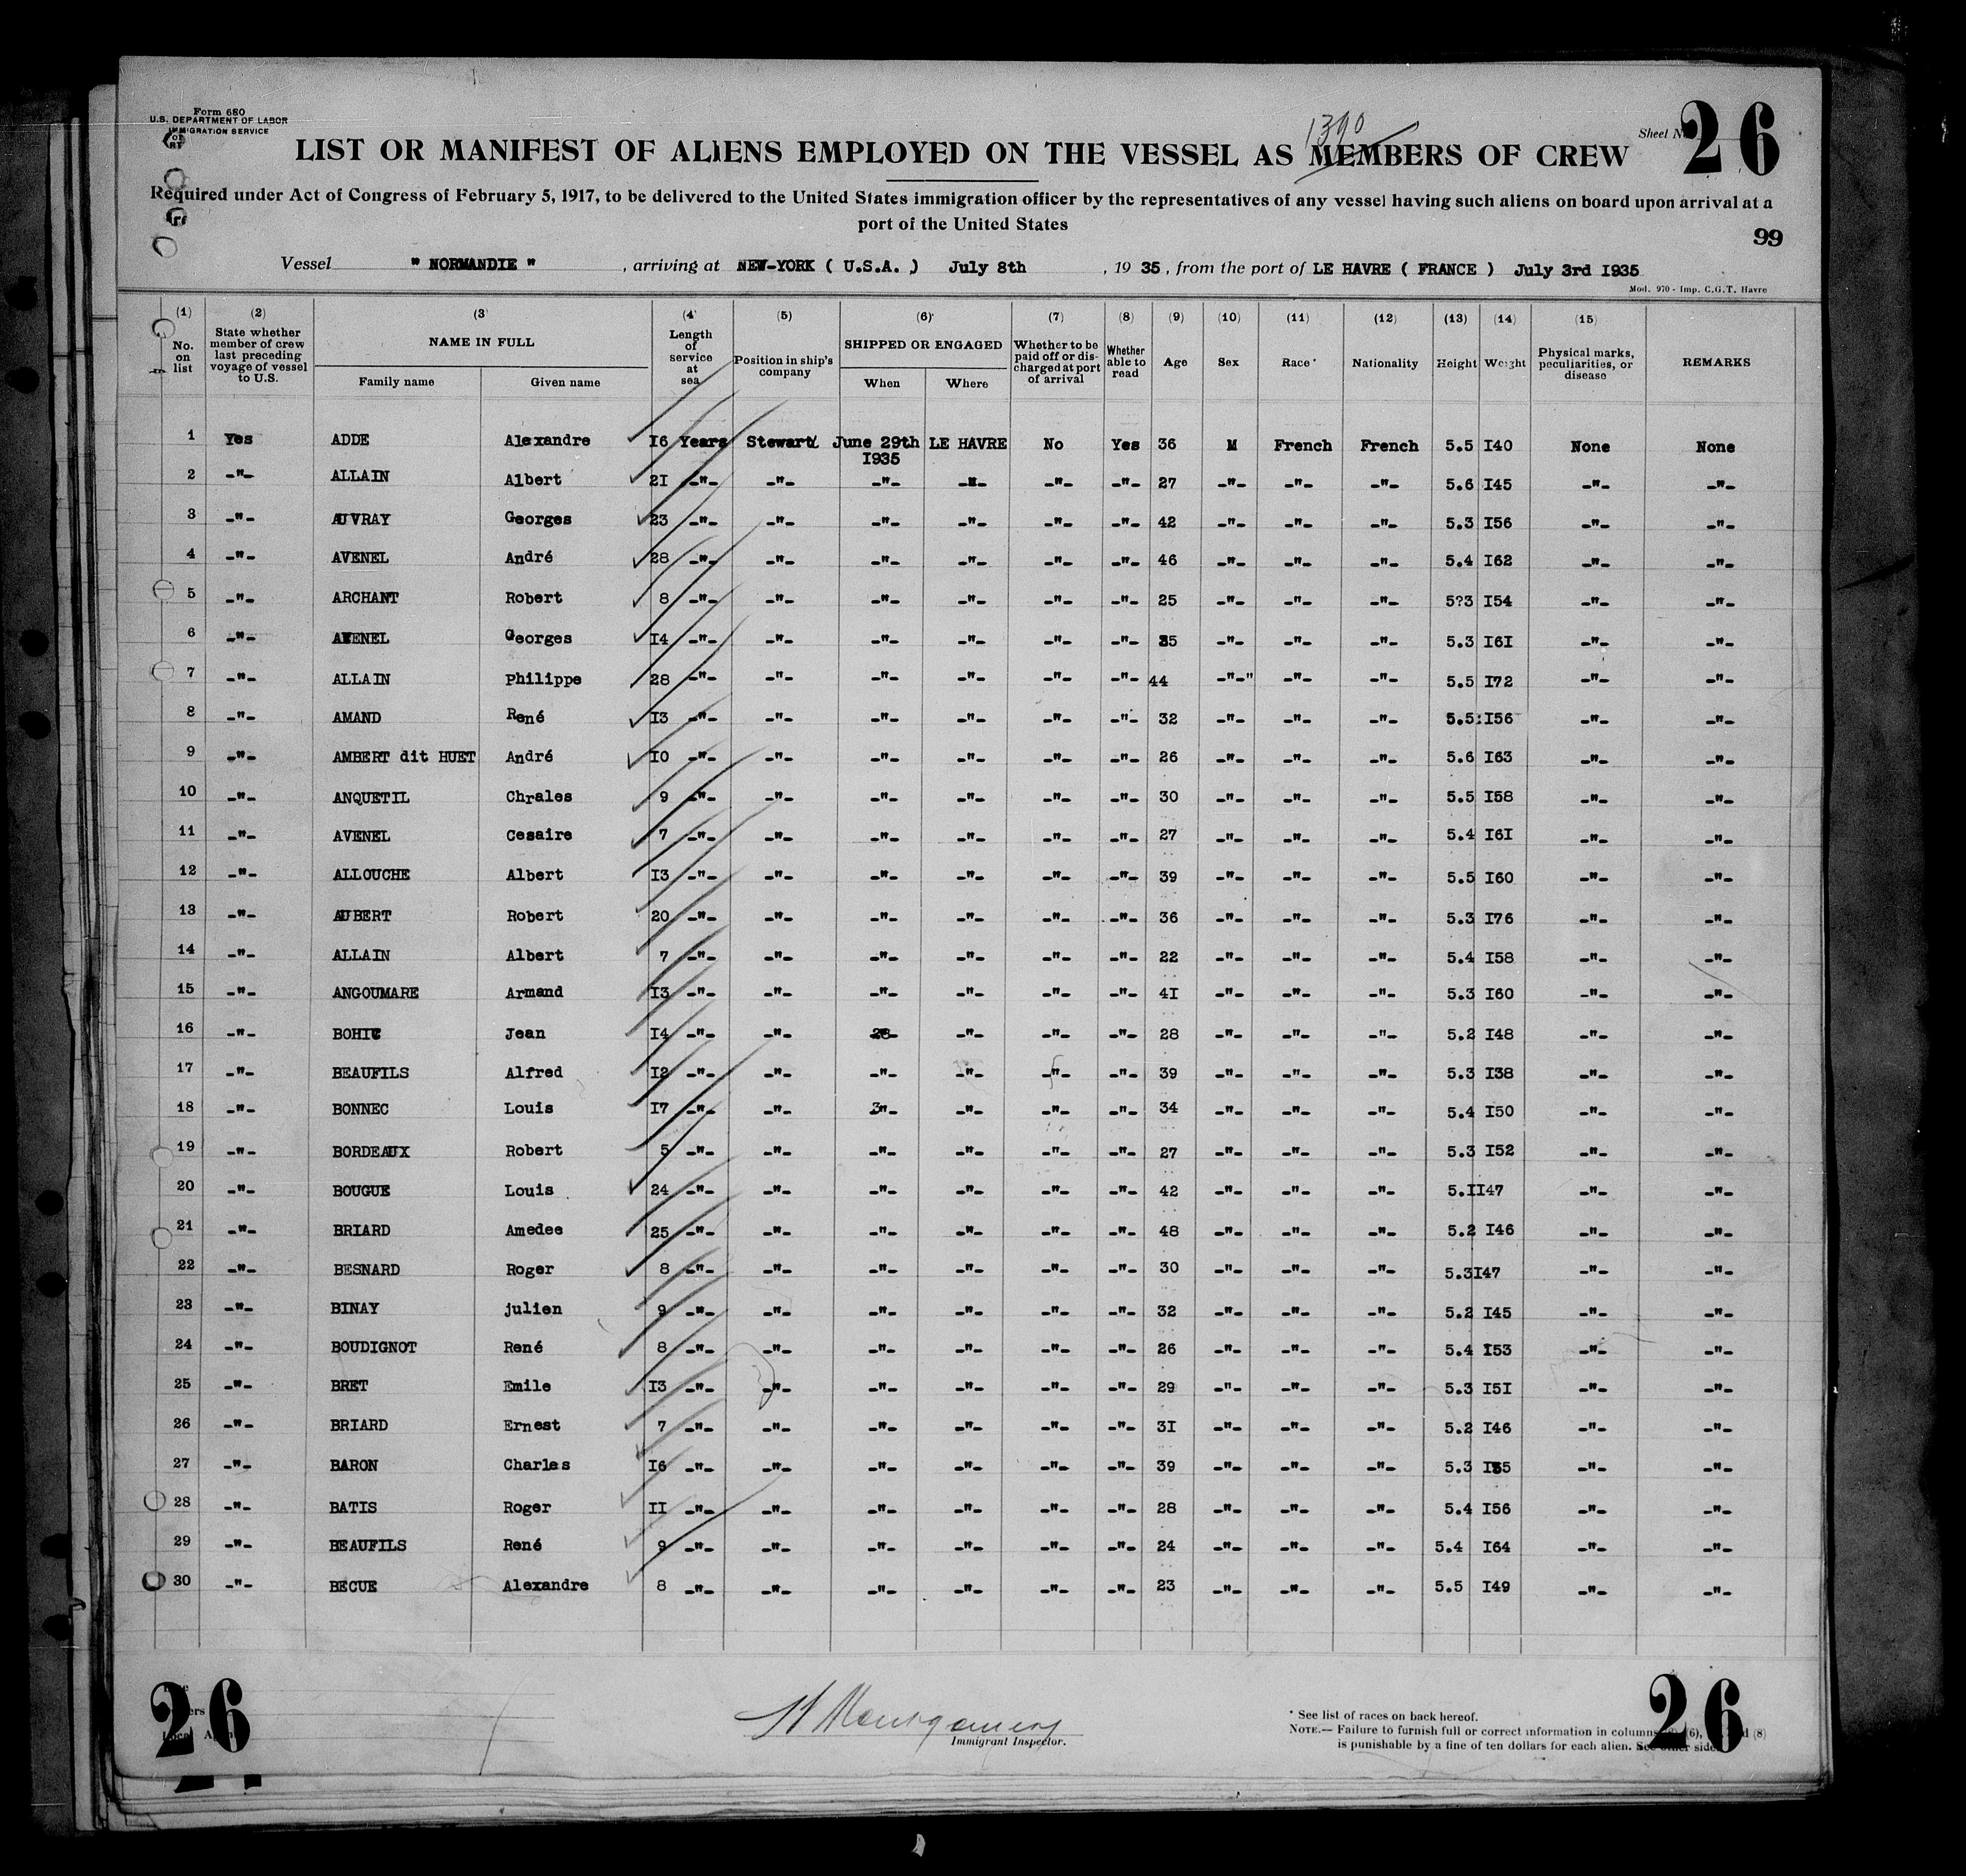 Form 680
U.S. DEPARTMENT OF LABOR
IMMIGRATION SERVICE
1390
Sheet No. 26
LIST OR MANIFEST OF ALIENS EMPLOYED ON THE VESSEL AS MEMBERS OF CREW
Required under Act of Congress of February 5, 1917, to be delivered to the United States immigration officer by the representatives of any vessel having such aliens on board upon arrival at a
port of the United States
99
Vessel " NORMANDIE " , arriving at NEW-YORK ( U.S.A. ) July 8th , 19 35 , from the port of LE HAVRE ( FRANCE ) July 3rd I935
Mod. 970 - Imp. C.G.T. Havre
(1) (2) (3) (4) (5) (6) (7) (8) (9) (10) (11) (12) (13) (14) (15)
No. on list State whether member of crew last preceding voyage of vessel to U.S. NAME IN FULL Family name Given name Length of service at sea Position in ship's company SHIPPED OR ENGAGED When Where Whether to be paid off or discharged at port of arrival Whether able to read Age Sex Race* Nationality Height Weight Physical marks, peculiarities, or disease REMARKS
1 Yes ADDE Alexandre I6 Years Steward June 29th I935 LE HAVRE No Yes 36 M French French 5.5 I40 None None
2 -"- ALLAIN Albert 2I -"- -"- -"- -"- -"- -"- 27 -"- -"- -"- 5.6 I45 -"- -"-
3 -"- AUVRAY Georges 23 -"- -"- -"- -"- -"- -"- 42 -"- -"- -"- 5.3 I56 -"- -"-
4 -"- AVENEL André 28 -"- -"- -"- -"- -"- -"- 46 -"- -"- -"- 5.4 I62 -"- -"-
5 -"- ARCHANT Robert 8 -"- -"- -"- -"- -"- -"- 25 -"- -"- -"- 5?3 I54 -"- -"-
6 -"- AVENEL Georges I4 -"- -"- -"- -"- -"- -"- 35 -"- -"- -"- 5.3 I6I -"- -"-
7 -"- ALLAIN Philippe 28 -"- -"- -"- -"- -"- -"- 44 -"-" -"- -"- 5.5 I72 -"- -"-
8 -"- AMAND René I3 -"- -"- -"- -"- -"- -"- 32 -"- -"- -"- 5.5: I56 -"- -"-
9 -"- AMBERT dit HUET André I0 -"- -"- -"- -"- -"- -"- 26 -"- -"- -"- 5.6 I63 -"- -"-
10 -"- ANQUETIL Chrales 9 -"- -"- -"- -"- -"- -"- 30 -"- -"- -"- 5.5 I58 -"- -"-
11 -"- AVENEL Cesaire 7 -"- -"- -"- -"- -"- -"- 27 -"- -"- -"- 5.4 I6I -"- -"-
12 -"- ALLOUCHE Albert I3 -"- -"- -"- -"- -"- -"- 39 -"- -"- -"- 5.5 I60 -"- -"-
13 -"- AUBERT Robert 20 -"- -"- -"- -"- -"- -"- 36 -"- -"- -"- 5.3 I76 -"- -"-
14 -"- ALLAIN Albert 7 -"- -"- -"- -"- -"- -"- 22 -"- -"- -"- 5.4 I58 -"- -"-
15 -"- ANGOUMARE Armand I3 -"- -"- -"- -"- -"- -"- 4I -"- -"- -"- 5.3 I60 -"- -"-
16 -"- BOHIC Jean I4 -"- -"- -"- -"- -"- -"- 28 -"- -"- -"- 5.2 I48 -"- -"-
17 -"- BEAUFILS Alfred I2 -"- -"- -"- -"- -"- -"- 39 -"- -"- -"- 5.3 I38 -"- -"-
18 -"- BONNEC Louis I7 -"- -"- -"- -"- -"- -"- 34 -"- -"- -"- 5.4 I50 -"- -"-
19 -"- BORDEAUX Robert 5 -"- -"- -"- -"- -"- -"- 27 -"- -"- -"- 5.3 I52 -"- -"-
20 -"- BOUGUE Louis 24 -"- -"- -"- -"- -"- -"- 42 -"- -"- -"- 5.II47 -"- -"-
21 -"- BRIARD Amedee 25 -"- -"- -"- -"- -"- -"- 48 -"- -"- -"- 5.2 I46 -"- -"-
22 -"- BESNARD Roger 8 -"- -"- -"- -"- -"- -"- 30 -"- -"- -"- 5.3I47 -"- -"-
23 -"- BINAY julien 9 -"- -"- -"- -"- -"- -"- 32 -"- -"- -"- 5.2 I45 -"- -"-
24 -"- BOUDIGNOT René 8 -"- -"- -"- -"- -"- -"- 26 -"- -"- -"- 5.4 I53 -"- -"-
25 -"- BRET Emile I3 -"- -"- -"- -"- -"- -"- 29 -"- -"- -"- 5.3 I5I -"- -"-
26 -"- BRIARD Ernest 7 -"- -"- -"- -"- -"- -"- 3I -"- -"- -"- 5.2 I46 -"- -"-
27 -"- BARON Charles I6 -"- -"- -"- -"- -"- -"- 39 -"- -"- -"- 5.3 I55 -"- -"-
28 -"- BATIS Roger II -"- -"- -"- -"- -"- -"- 28 -"- -"- -"- 5.4 I56 -"- -"-
29 -"- BEAUFILS René 9 -"- -"- -"- -"- -"- -"- 24 -"- -"- -"- 5.4 I64 -"- -"-
30 -"- BECUE Alexandre 8 -"- -"- -"- -"- -"- -"- 23 -"- -"- -"- 5.5 I49 -"- -"-
26
H Montgomery
Immigrant Inspector.
* See list of races on back hereof.
NOTE.— Failure to furnish full or correct information in columns (6), (8)
is punishable by a fine of ten dollars for each alien. See other side.
26